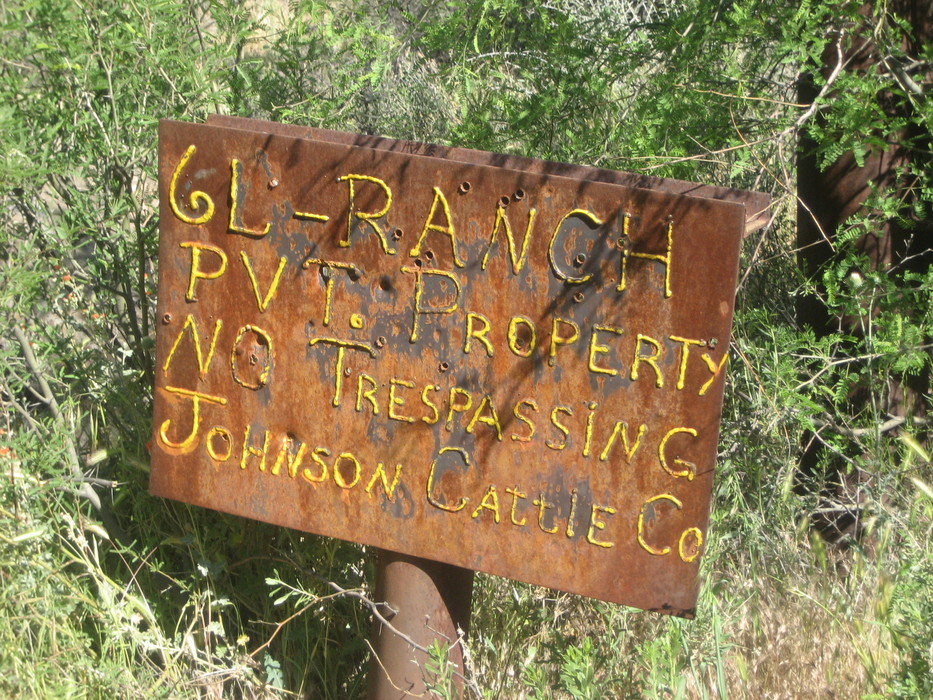 6L-RANCH
PVT. PROPERTY
NO TRESPASSING
JOHNSON CATTlE Co